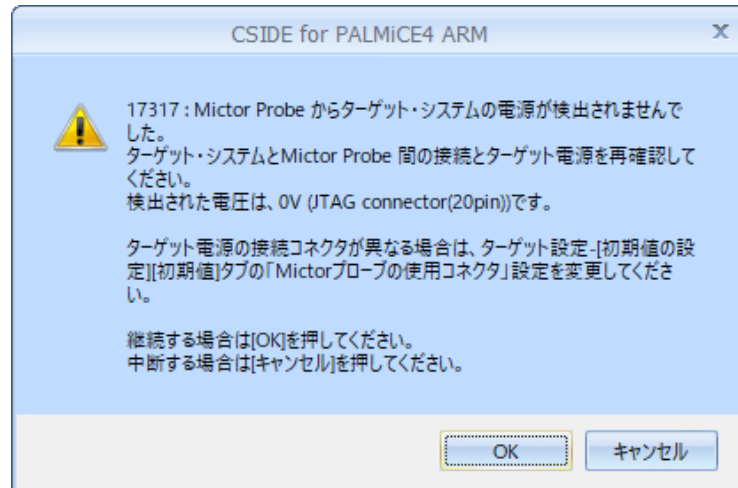 CSIDE for PALMiCE4 ARM
17317 : Mictor Probe からターゲット・システムの電源が検出されませんで
した。
ターゲット・システムとMictor Probe 間の接続とターゲット電源を再確認して
ください。
検出された電圧は、0V (JTAG connector(20pin))です。
ターゲット電源の接続コネクタが異なる場合は、ターゲット設定-[初期値の設
定][初期値]タブの「Mictorプローブの使用コネクタ」設定を変更してくださ
い。
継続する場合は[OK]を押してください。
中断する場合は[キャンセル]を押してください。
OK
キャンセル